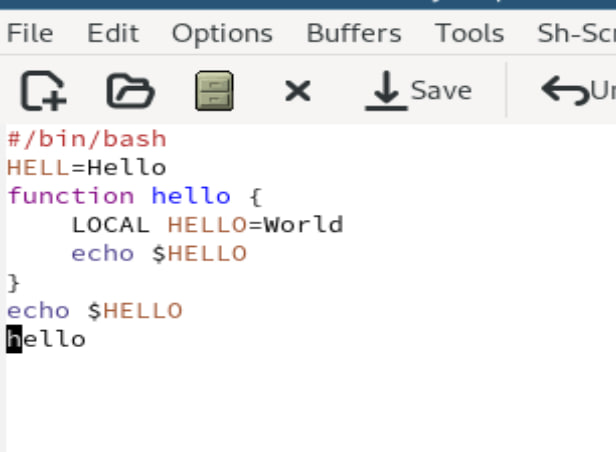 File Edit Options Buffers Tools Sh-Scr
Save Un
#/bin/bash
HELL=Hello
function hello {
    LOCAL HELLO=World
    echo $HELLO
}
echo $HELLO
hello